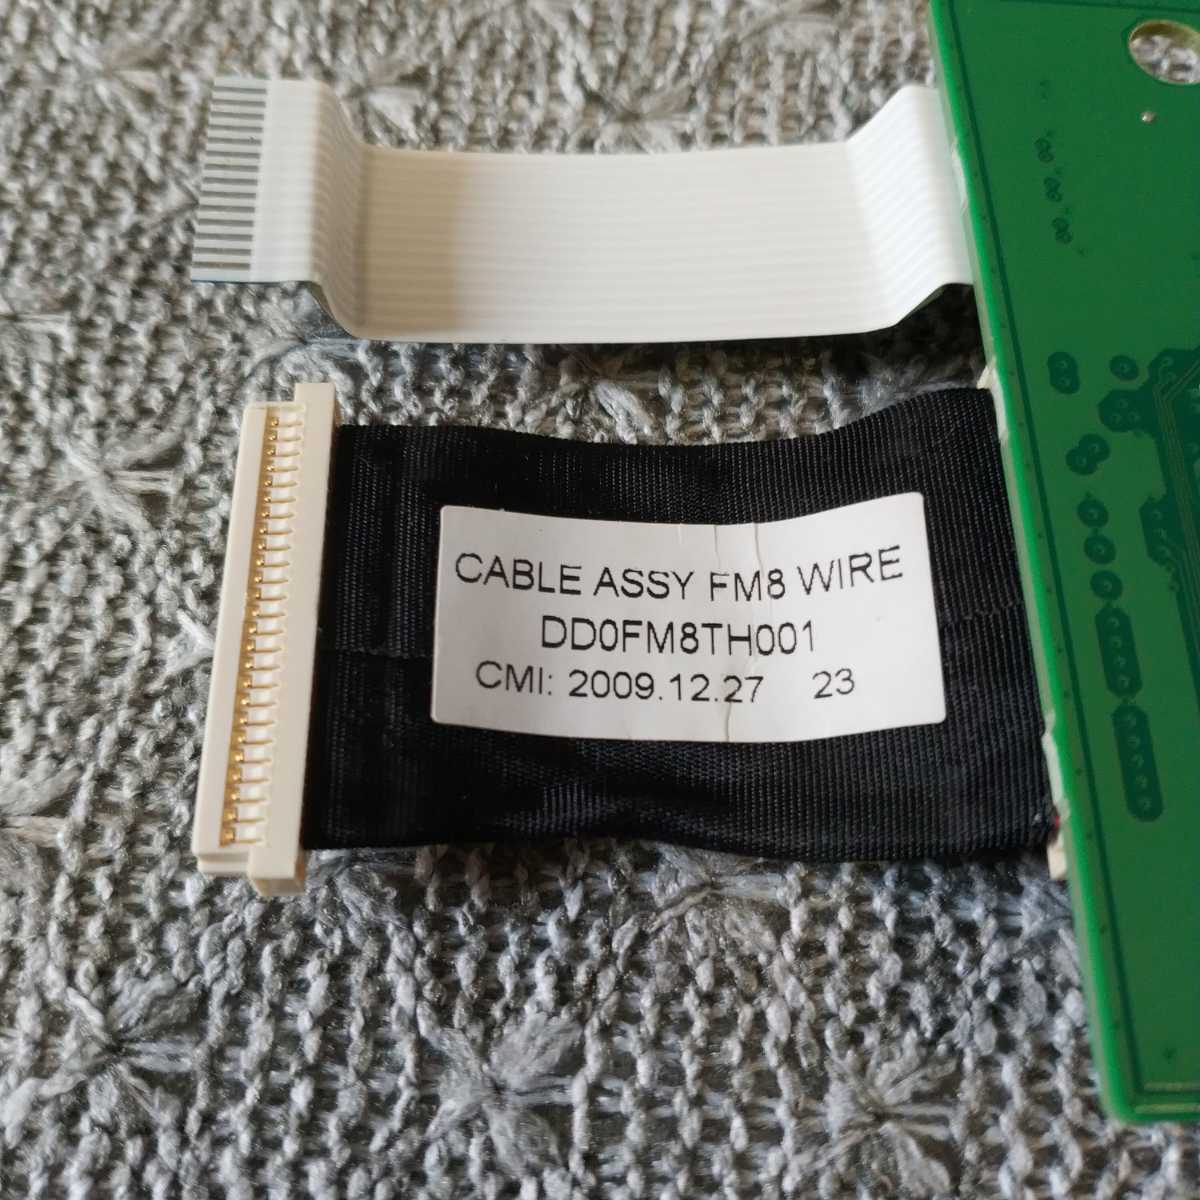 CABLE ASSY FM8 WIRE
DD0FM8TH001
CMI: 2009.12.27 23